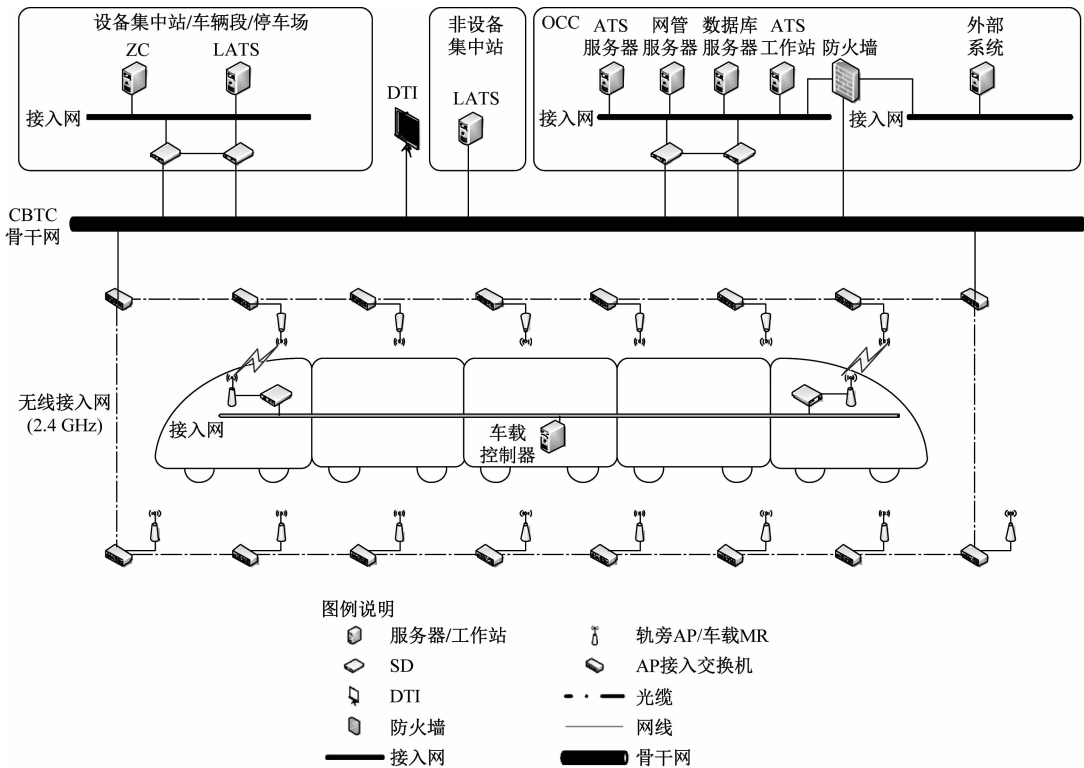 设备集中站/车辆段/停车场
ZC
LATS
接入网
DTI
非设备
集中站
LATS
OCC
ATS
服务器
网管
服务器
数据库
服务器
ATS
工作站
防火墙
外部
系统
接入网
接入网
CBTC
骨干网
无线接入网
(2.4 GHz)
接入网
车载
控制器
图例说明
服务器/工作站
轨旁AP/车载MR
SD
AP接入交换机
DTI
光缆
防火墙
网线
接入网
骨干网